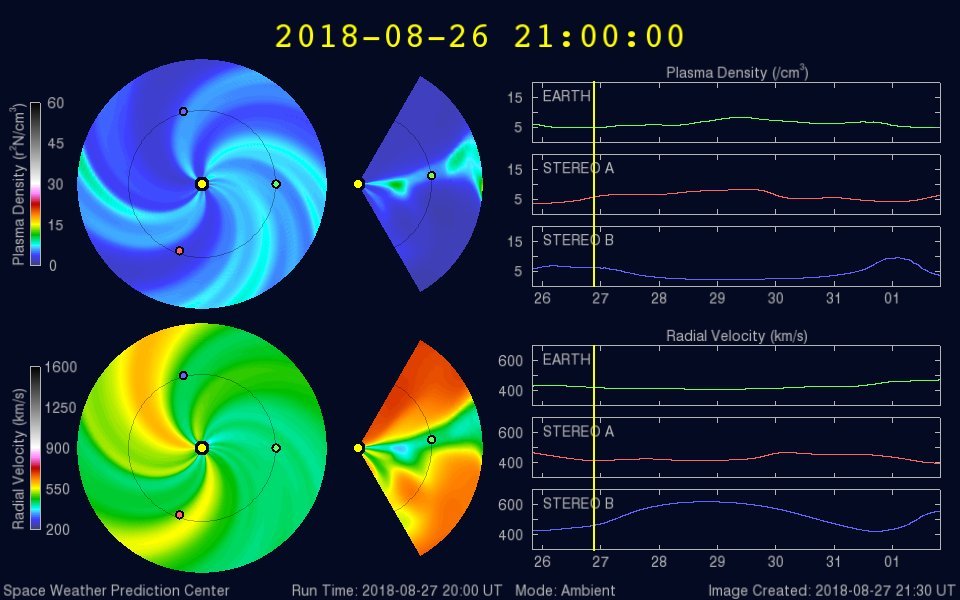 2018-08-26 21:00:00
Plasma Density (r²N/cm³)
60
45
30
15
0
Plasma Density (/cm³)
15
5
EARTH
15
5
STEREO A
15
5
STEREO B
26 27 28 29 30 31 01
Radial Velocity (km/s)
1600
1250
900
550
200
Radial Velocity (km/s)
600
400
EARTH
600
400
STEREO A
600
400
STEREO B
26 27 28 29 30 31 01
Space Weather Prediction Center Run Time: 2018-08-27 20:00 UT Mode: Ambient Image Created: 2018-08-27 21:30 UT